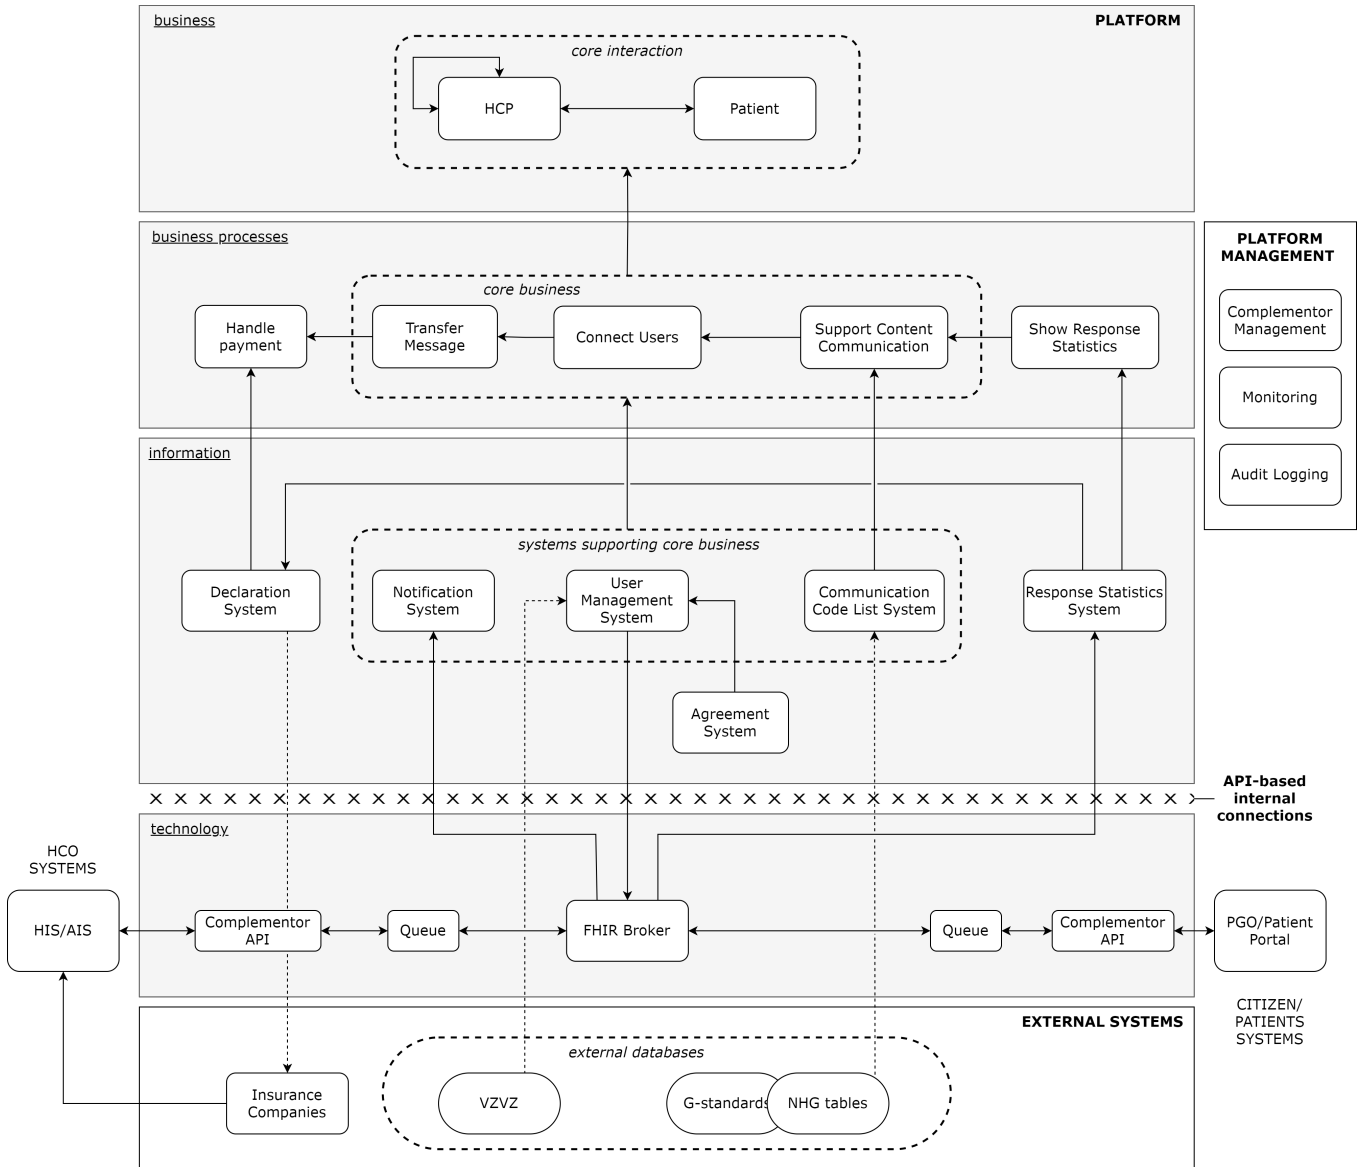 business
PLATFORM
core interaction
HCP
Patient
business processes
core business
Handle
payment
Transfer
Message
Connect Users
Support Content
Communication
Show Response
Statistics
PLATFORM
MANAGEMENT
Complementor
Management
Monitoring
Audit Logging
information
systems supporting core business
Declaration
System
Notification
System
User
Management
System
Communication
Code List System
Response Statistics
System
Agreement
System
API-based
internal
connections
technology
HCO
SYSTEMS
HIS/AIS
Complementor
API
Queue
FHIR Broker
Queue
Complementor
API
PGO/Patient
Portal
CITIZEN/
PATIENTS
SYSTEMS
EXTERNAL SYSTEMS
external databases
Insurance
Companies
VZVZ
G-standards
NHG tables